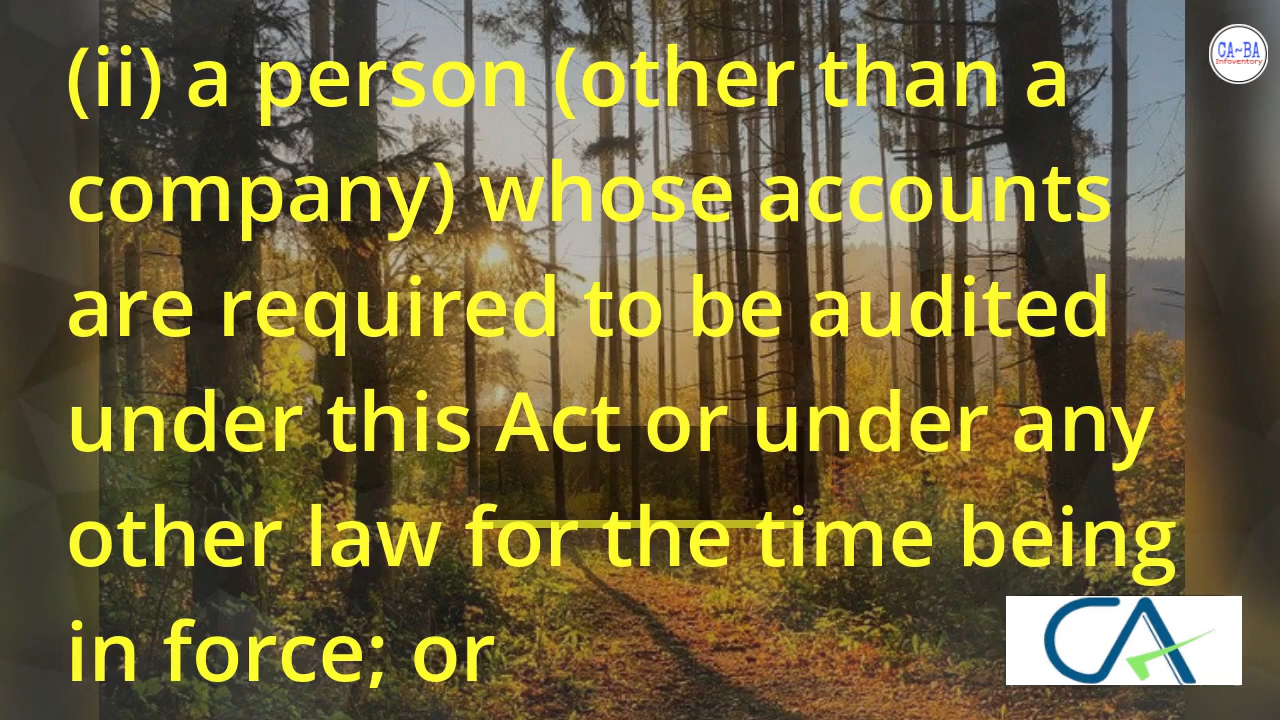 (ii) a person (other than a
company) whose accounts
are required to be audited
under this Act or under any
other law for the time being
in force; or
CA~BA
Infoventory
CA